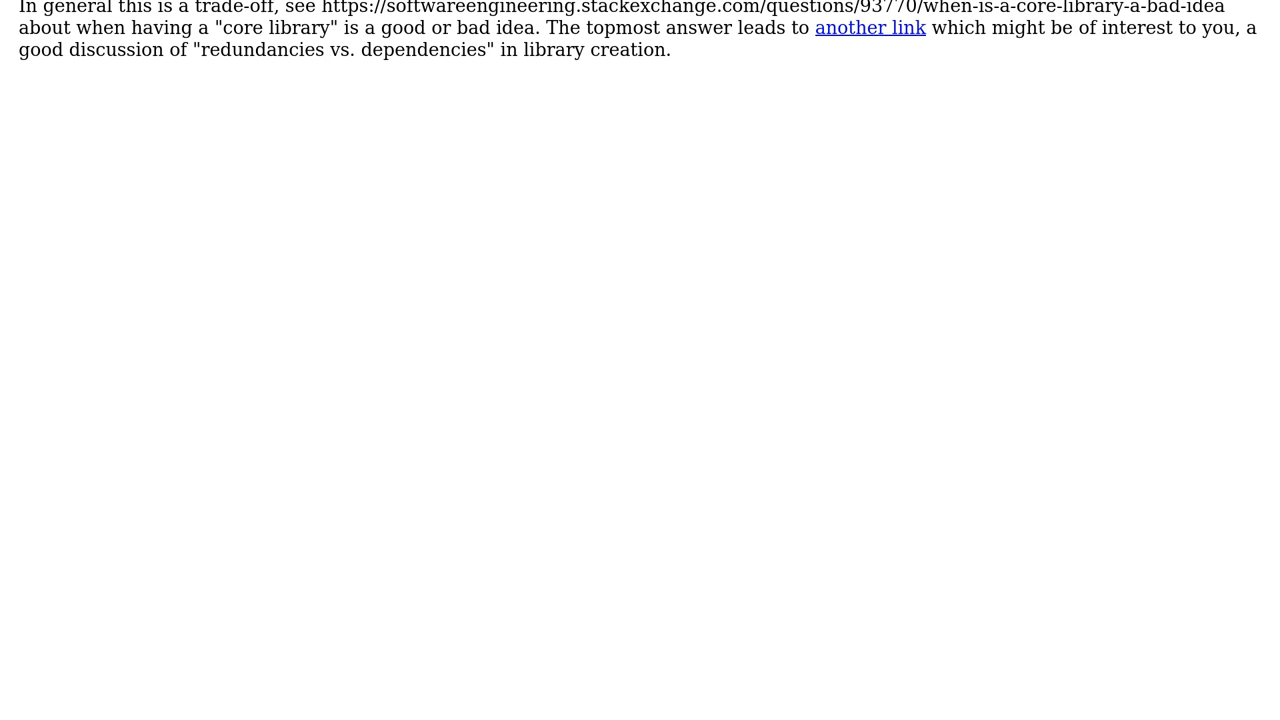 In general this is a trade-off, see https://softwareengineering.stackexchange.com/questions/93770/when-is-a-core-library-a-bad-idea
about when having a "core library" is a good or bad idea. The topmost answer leads to another link which might be of interest to you, a
good discussion of "redundancies vs. dependencies" in library creation.